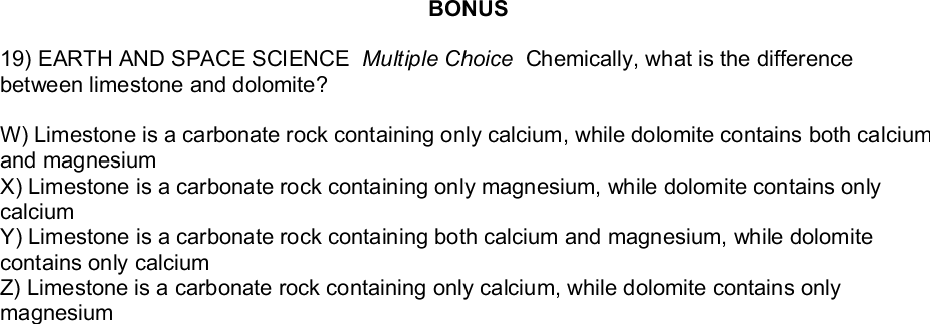 BONUS
19) EARTH AND SPACE SCIENCE Multiple Choice Chemically, what is the difference
between limestone and dolomite?
W) Limestone is a carbonate rock containing only calcium, while dolomite contains both calcium
and magnesium
X) Limestone is a carbonate rock containing only magnesium, while dolomite contains only
calcium
Y) Limestone is a carbonate rock containing both calcium and magnesium, while dolomite
contains only calcium
Z) Limestone is a carbonate rock containing only calcium, while dolomite contains only
magnesium